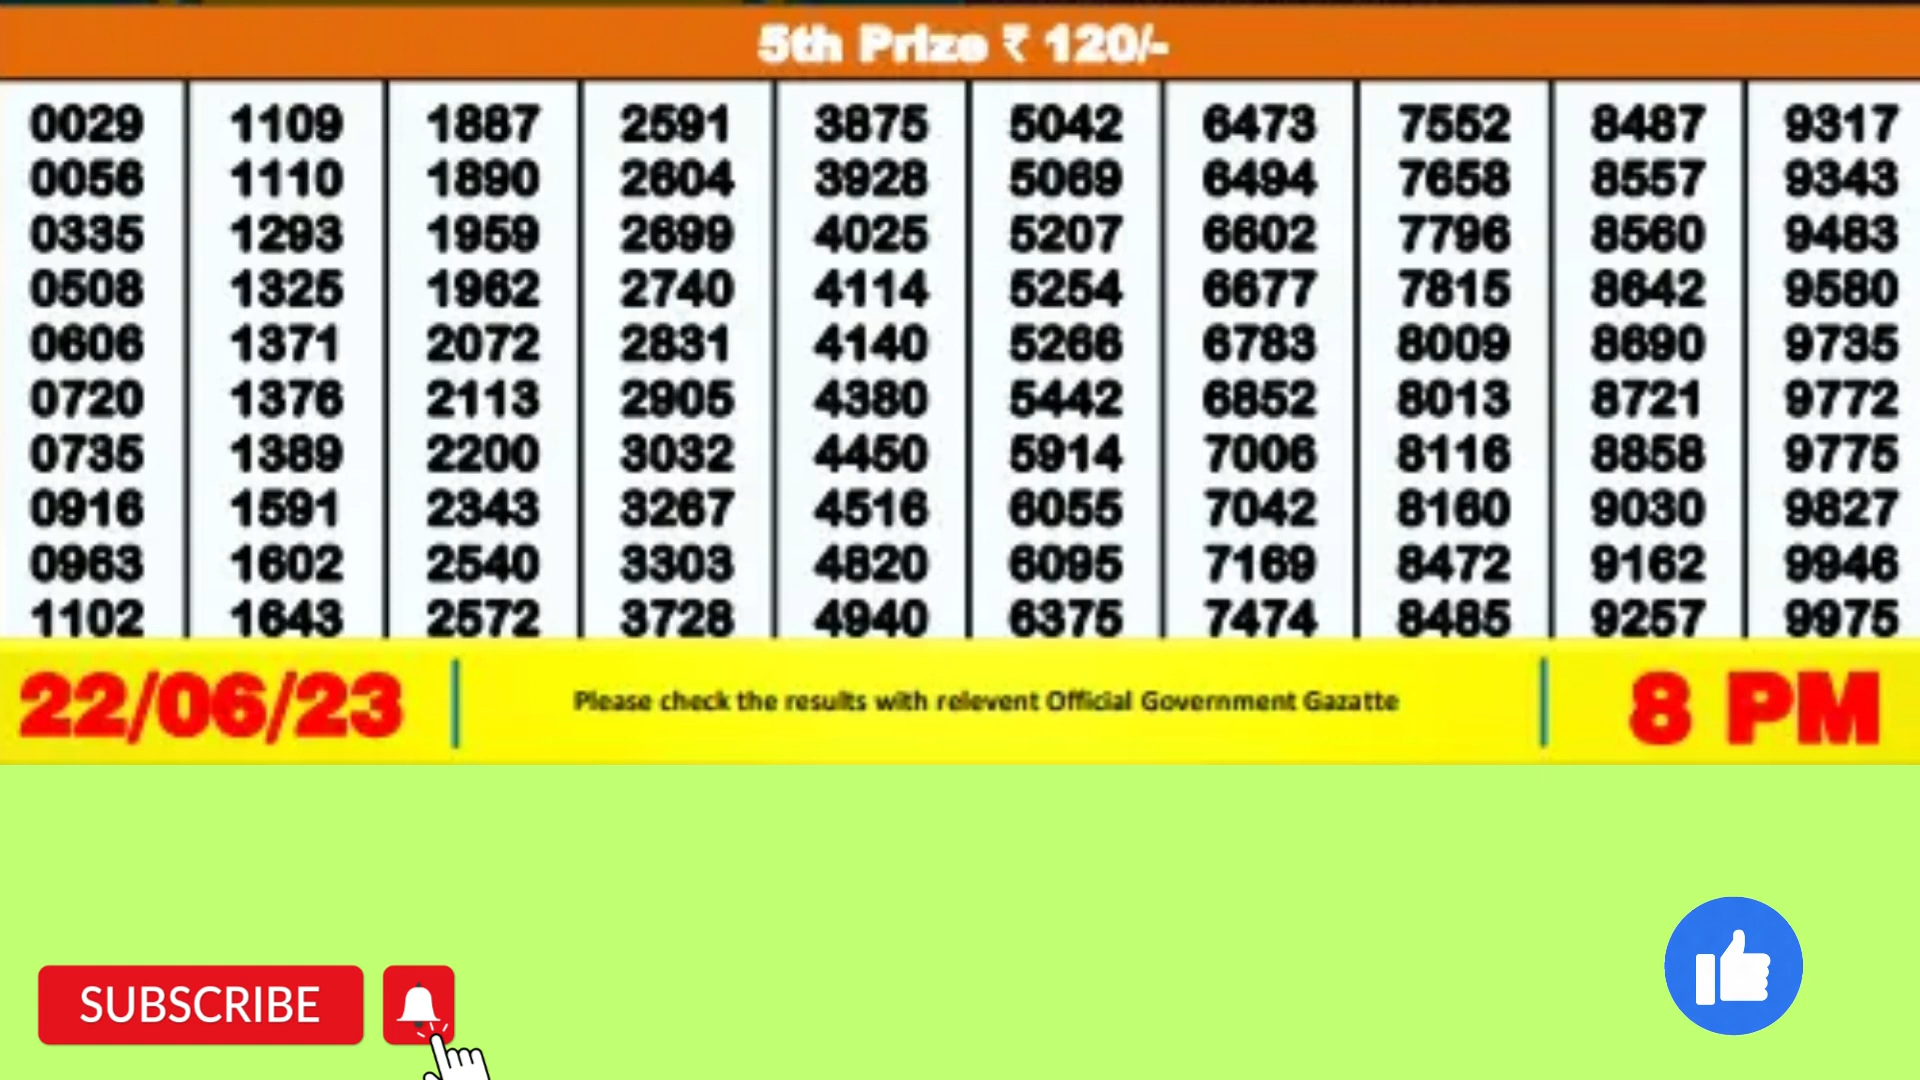 5th Prize ₹ 120/-
0029 1109 1887 2591 3875 5042 6473 7552 8487 9317
0056 1110 1890 2604 3928 5069 6494 7658 8557 9343
0335 1293 1959 2699 4025 5207 6602 7796 8560 9483
0508 1325 1962 2740 4114 5254 6677 7815 8642 9580
0606 1371 2072 2831 4140 5266 6783 8009 8690 9735
0720 1376 2113 2905 4380 5442 6852 8013 8721 9772
0735 1389 2200 3032 4450 5914 7006 8116 8858 9775
0916 1591 2343 3267 4516 6055 7042 8160 9030 9827
0963 1602 2540 3303 4820 6095 7169 8472 9162 9946
1102 1643 2572 3728 4940 6375 7474 8485 9257 9975
22/06/23 Please check the results with relevent Official Government Gazatte 8 PM
SUBSCRIBE